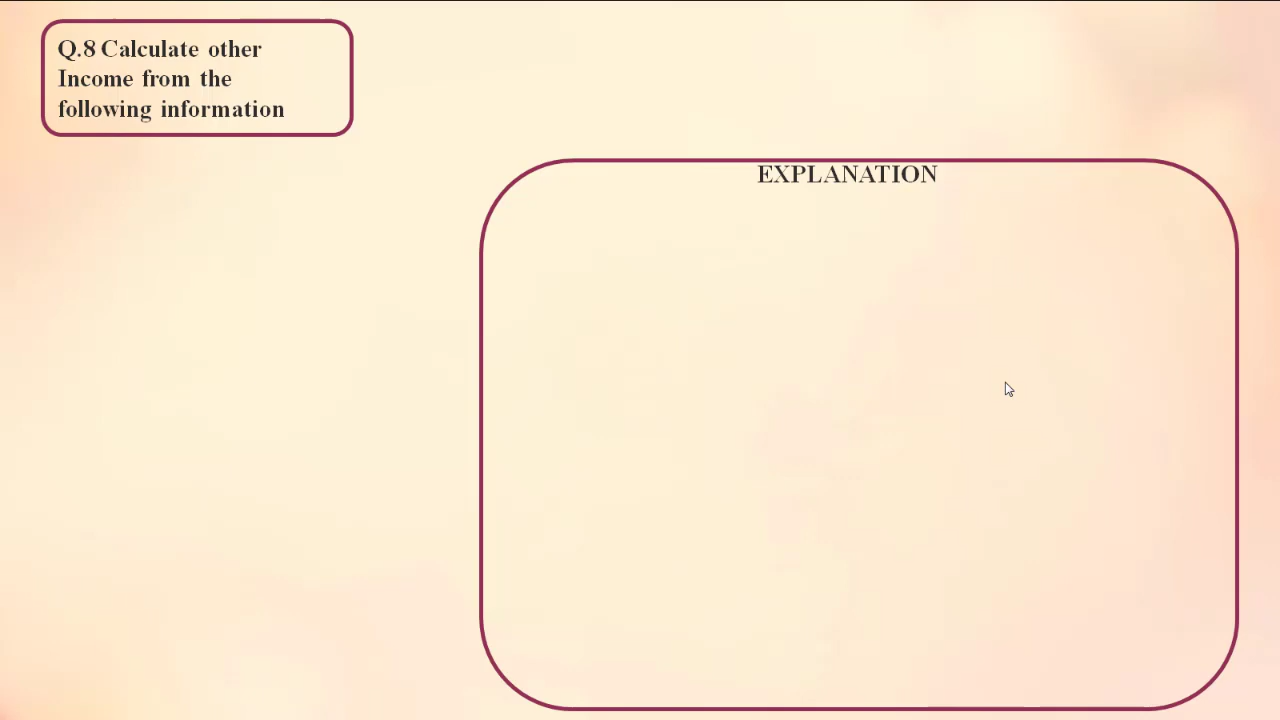 Q.8 Calculate other
Income from the
following information
EXPLANATION